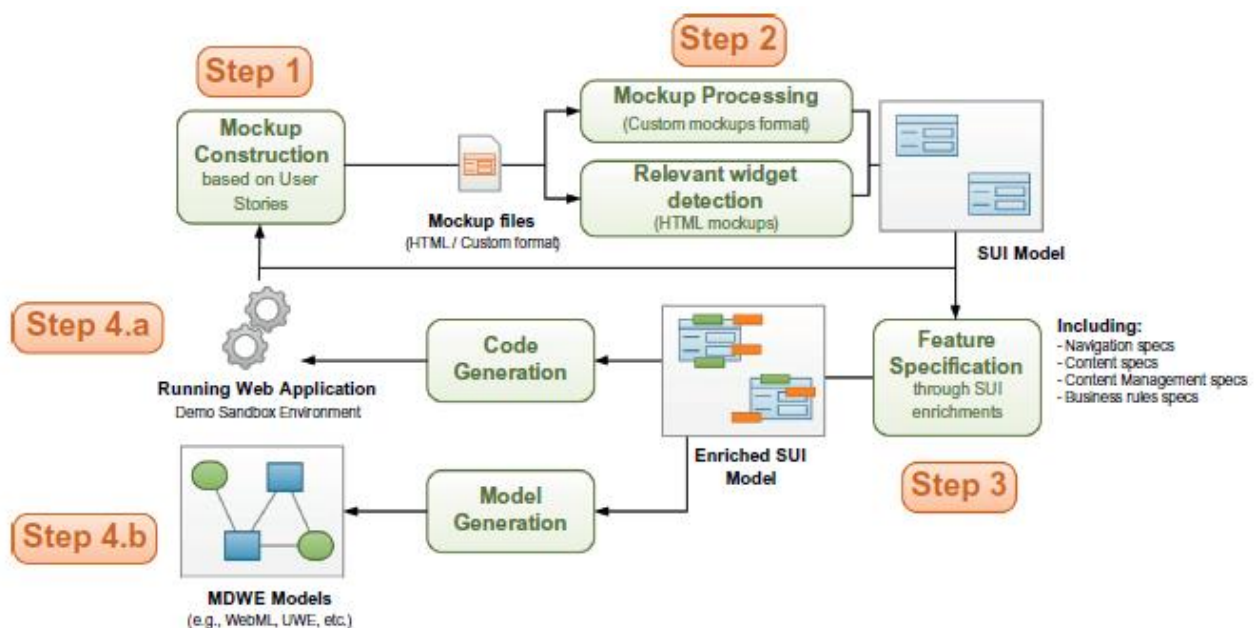 Step 1
Step 2
Mockup
Construction
based on User
Stories
Mockup files
(HTML / Custom format)
Mockup Processing
(Custom mockups format)
Relevant widget
detection
(HTML mockups)
SUI Model
Step 4.a
Running Web Application
Demo Sandbox Environment
Code
Generation
Enriched SUI
Model
Feature
Specification
through SUI
enrichments
Including:
- Navigation specs
- Content specs
- Content Management specs
- Business rules specs
Step 3
Step 4.b
Model
Generation
MDWE Models
(e.g., WebML, UWE, etc.)